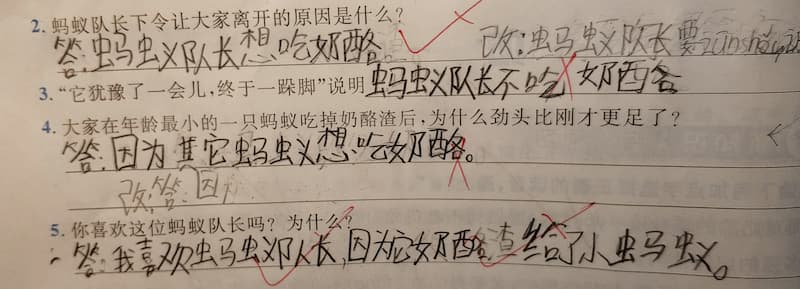 2. 蚂蚁队长下令让大家离开的原因是什么?
答:蚂蚁队长想吃奶酪 改:蚂蚁队长要zūnshǒu
3. “它犹豫了一会儿,终于一跺脚”说明蚂蚁队长不吃奶酪
4. 大家在年龄最小的一只蚂蚁吃掉奶酪渣后,为什么劲头比刚才更足了?
答:因为其它蚂蚁想吃奶酪。
改:答:因
5. 你喜欢这位蚂蚁队长吗? 为什么?
答:我喜欢蚂蚁队长,因为它奶酪渣给了小蚂蚁。